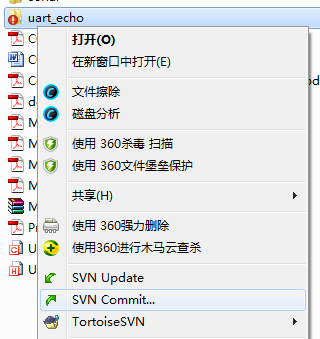 uart_echo
打开(O)
在新窗口中打开(E)
文件擦除
磁盘分析
使用 360杀毒 扫描
使用 360文件堡垒保护
共享(H)
使用 360强力删除
使用360进行木马云查杀
SVN Update
SVN Commit...
TortoiseSVN